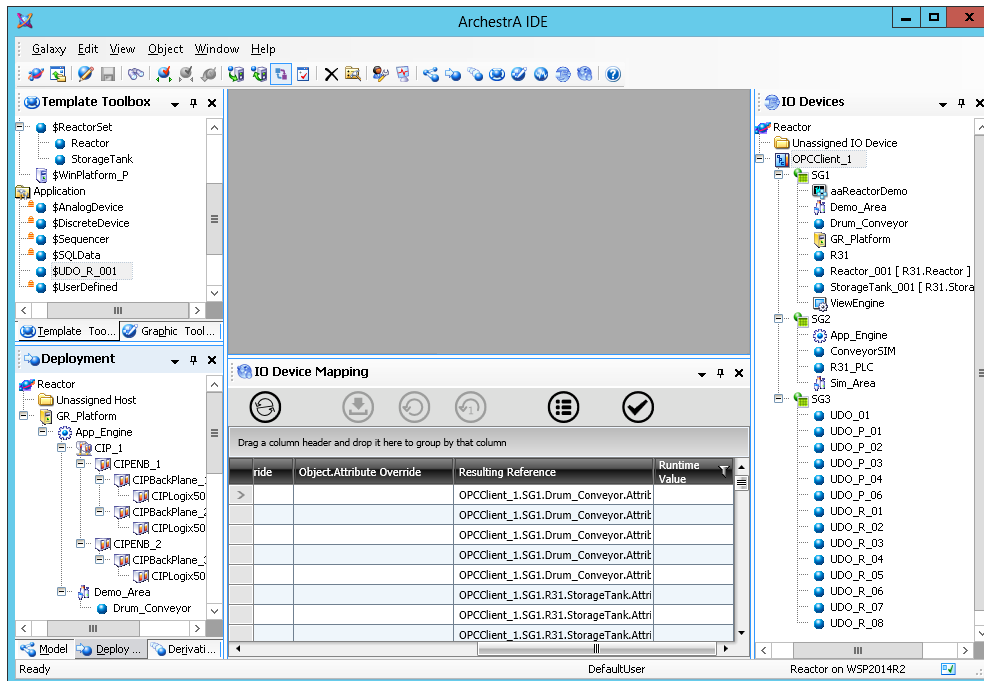 ArchestrA IDE
Galaxy Edit View Object Window Help
Template Toolbox
$ReactorSet
Reactor
StorageTank
$WinPlatform_P
Application
$AnalogDevice
$DiscreteDevice
$Sequencer
$SQLData
$UDO_R_001
$UserDefined
Template Too... Graphic Tool...
Deployment
Reactor
Unassigned Host
GR_Platform
App_Engine
CIP_1
CIPENB_1
CIPBackPlane_
CIPLogix50
CIPBackPlane_2
CIPLogix50
CIPENB_2
CIPBackPlane_
CIPLogix50
Demo_Area
Drum_Conveyor
Model Deploy ... Derivati...
IO Device Mapping
1
Drag a column header and drop it here to group by that column
ride Object.Attribute Override Resulting Reference Runtime Value
OPCClient_1.SG1.Drum_Conveyor.Attrib
OPCClient_1.SG1.Drum_Conveyor.Attrib
OPCClient_1.SG1.Drum_Conveyor.Attrib
OPCClient_1.SG1.Drum_Conveyor.Attrib
OPCClient_1.SG1.Drum_Conveyor.Attrib
OPCClient_1.SG1.R31.StorageTank.Attri
OPCClient_1.SG1.R31.StorageTank.Attri
OPCClient_1.SG1.R31.StorageTank.Attri
IO Devices
Reactor
Unassigned IO Device
OPCClient_1
SG1
aaReactorDemo
Demo_Area
Drum_Conveyor
GR_Platform
R31
Reactor_001 [ R31.Reactor ]
StorageTank_001 [ R31.Stora
ViewEngine
SG2
App_Engine
ConveyorSIM
R31_PLC
Sim_Area
SG3
UDO_01
UDO_P_01
UDO_P_02
UDO_P_03
UDO_P_04
UDO_P_06
UDO_R_01
UDO_R_02
UDO_R_03
UDO_R_04
UDO_R_05
UDO_R_06
UDO_R_07
UDO_R_08
Ready DefaultUser Reactor on WSP2014R2